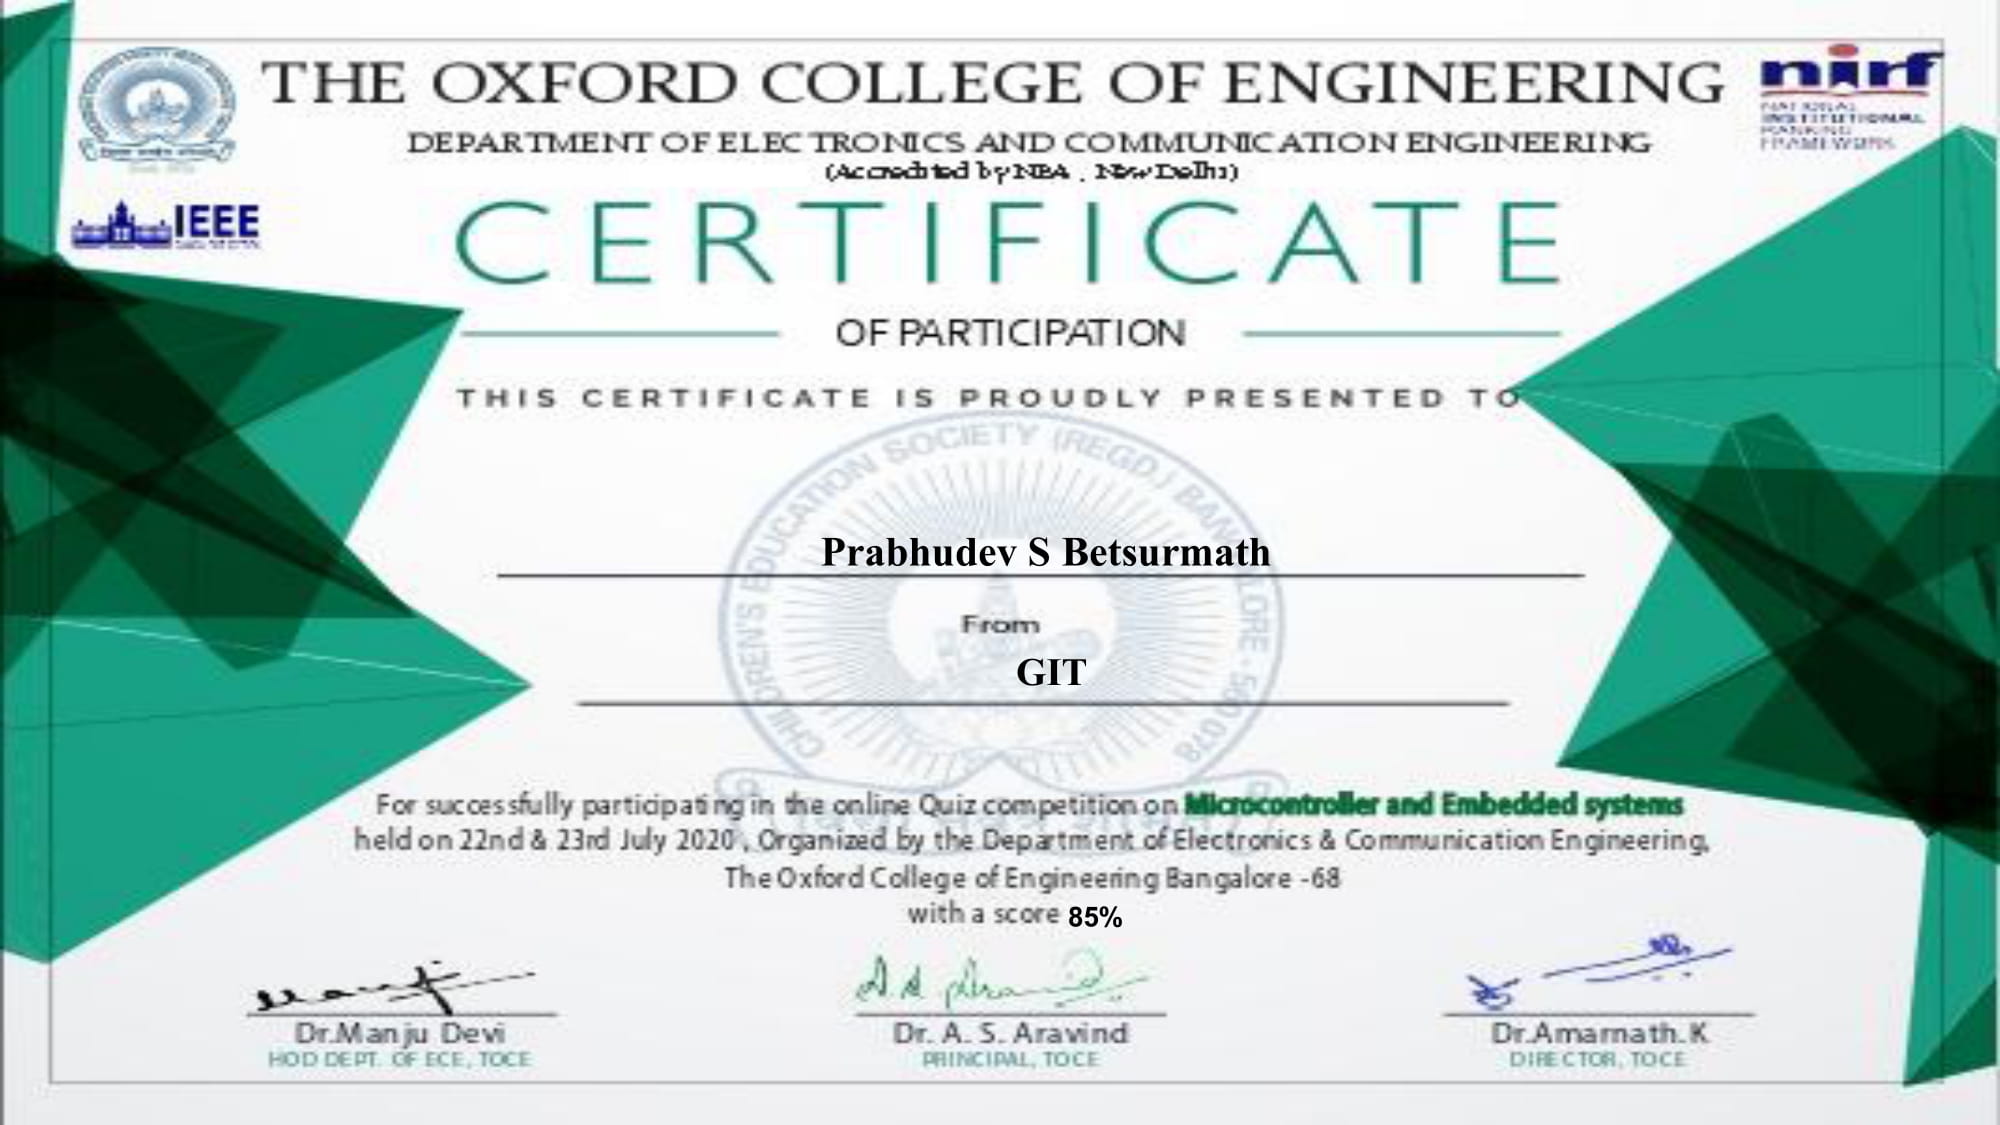 THE OXFORD COLLEGE OF ENGINEERING
nirf
NATIONAL
INSTITUTIONAL
RANKING
FRAMEWORK
DEPARTMENT OF ELECTRONICS AND COMMUNICATION ENGINEERING
(Accredited by NBA , New Delhi)
IEEE
CERTIFICATE
OF PARTICIPATION
THIS CERTIFICATE IS PROUDLY PRESENTED TO
CHILDREN'S EDUCATION SOCIETY (REGD.) BANGALORE - 560078
Prabhudev S Betsurmath
From
GIT
For successfully participating in the online Quiz competition on Microcontroller and Embedded systems
held on 22nd & 23rd July 2020 , Organized by the Department of Electronics & Communication Engineering,
The Oxford College of Engineering Bangalore -68
with a score 85%
Dr.Manju Devi
HOD DEPT. OF ECE, TOCE
Dr. A. S. Aravind
PRINCIPAL, TOCE
Dr.Amarnath.K
DIRECTOR, TOCE